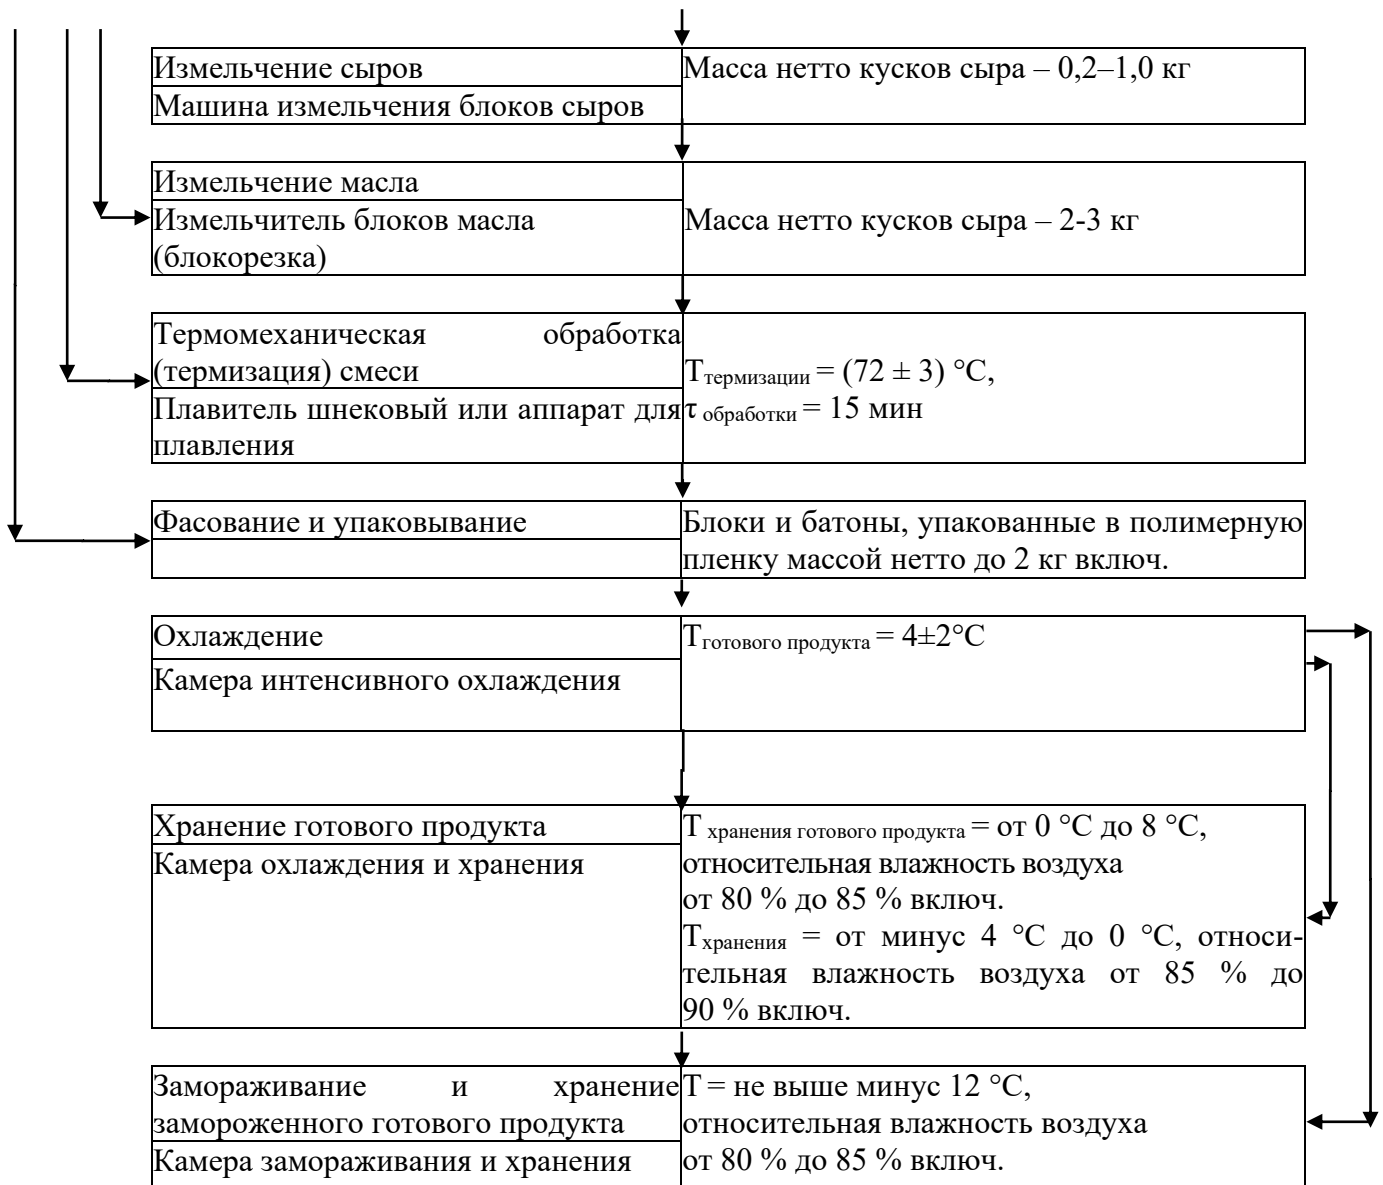 Измельчение сыров
Машина измельчения блоков сыров
Масса нетто кусков сыра – 0,2–1,0 кг
Измельчение масла
Измельчитель блоков масла
(блокорезка)
Масса нетто кусков сыра – 2-3 кг
Термомеханическая обработка
(термизация) смеси
Плавитель шнековый или аппарат для
плавления
Ттермизации = (72 ± 3) °С,
τ обработки = 15 мин
Фасование и упаковывание
Блоки и батоны, упакованные в полимерную
пленку массой нетто до 2 кг включ.
Охлаждение
Камера интенсивного охлаждения
Тготового продукта = 4±2°С
Хранение готового продукта
Камера охлаждения и хранения
Т хранения готового продукта = от 0 °С до 8 °С,
относительная влажность воздуха
от 80 % до 85 % включ.
Тхранения = от минус 4 °С до 0 °С, относи-
тельная влажность воздуха от 85 % до
90 % включ.
Замораживание и хранение
замороженного готового продукта
Камера замораживания и хранения
Т = не выше минус 12 °С,
относительная влажность воздуха
от 80 % до 85 % включ.